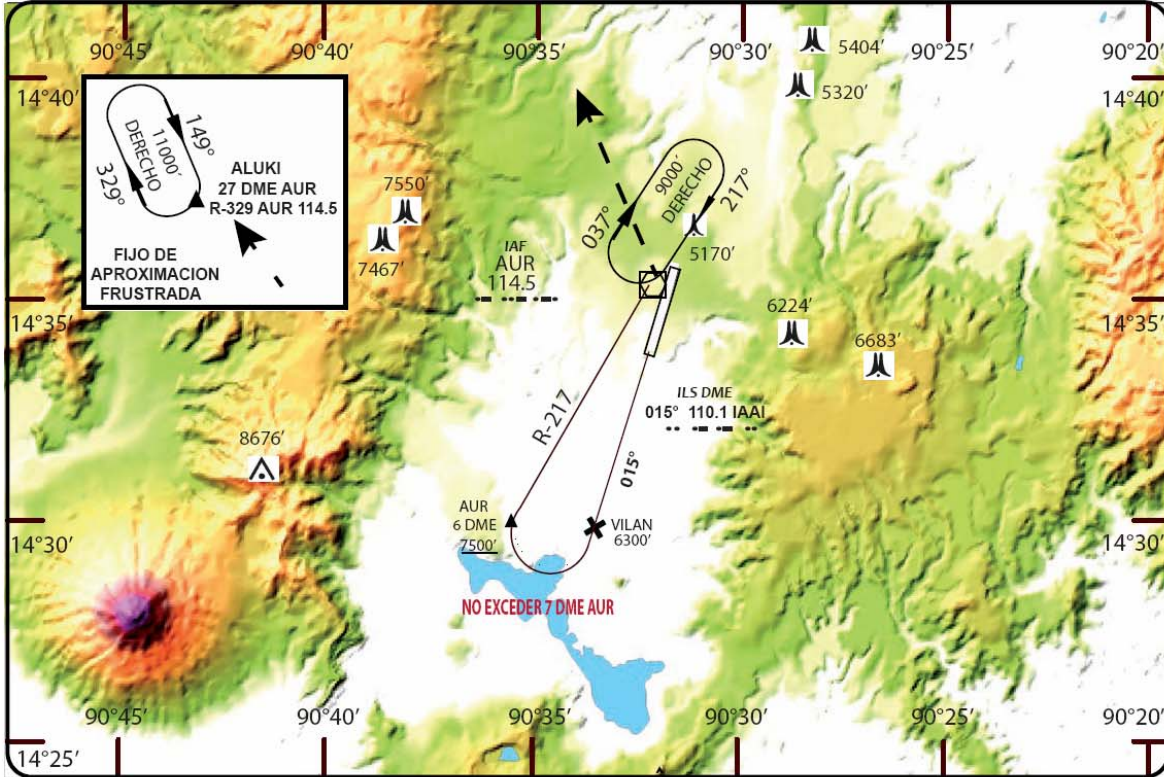 90°45’
90°40’
90°35’
90°30’
90°25’
90°20’
14°40’
14°40’
5404’
5320’
DERECHO
11000’
149°
329°
ALUKI
27 DME AUR
R-329 AUR 114.5
FIJO DE
APROXIMACION
FRUSTRADA
7550’
7467’
9000’
DERECHO
037°
217°
5170’
IAF
AUR
114.5
14°35’
14°35’
6224’
6683’
ILS DME
015° 110.1 IAAI
R-217
015°
8676’
AUR
6 DME
7500’
VILAN
6300’
14°30’
14°30’
NO EXCEDER 7 DME AUR
90°45’
90°40’
90°35’
90°30’
90°25’
90°20’
14°25’
14°25’